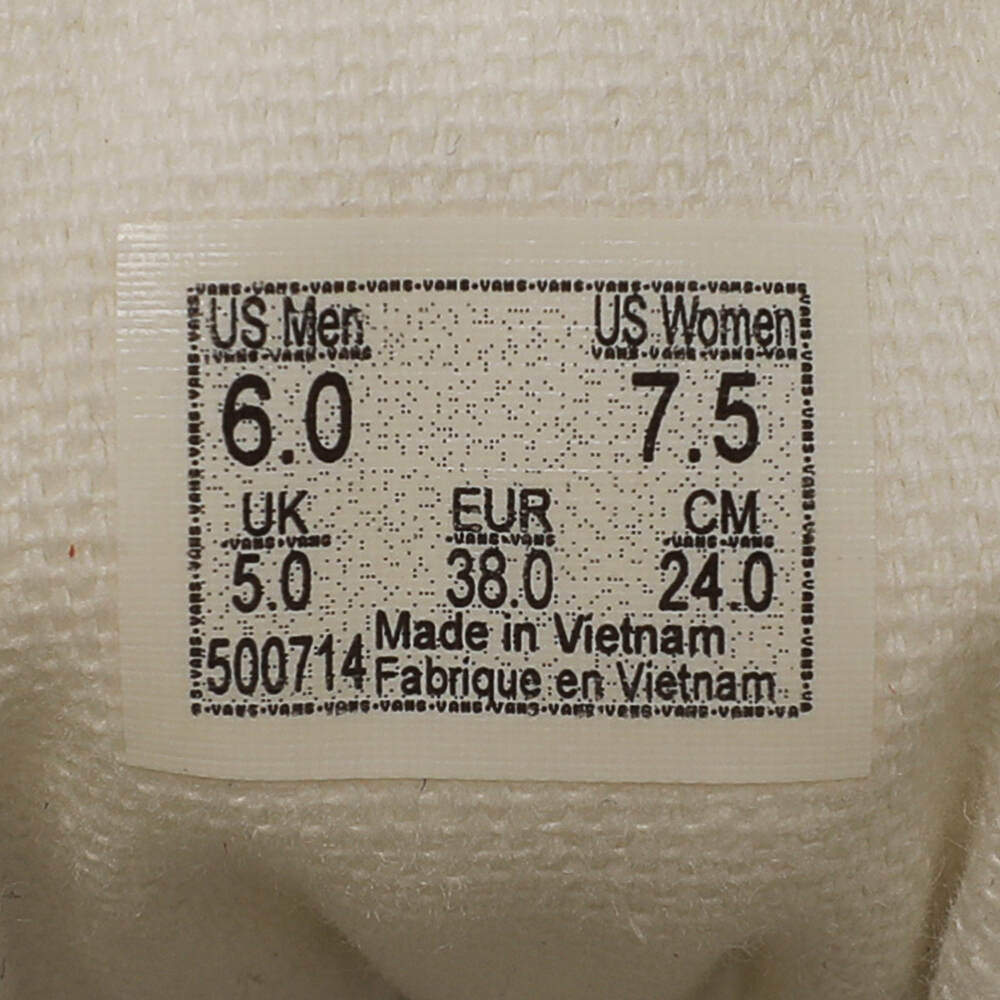 US Men US Women
6.0 7.5
UK EUR CM
5.0 38.0 24.0
500714 Made in Vietnam
Fabrique en Vietnam